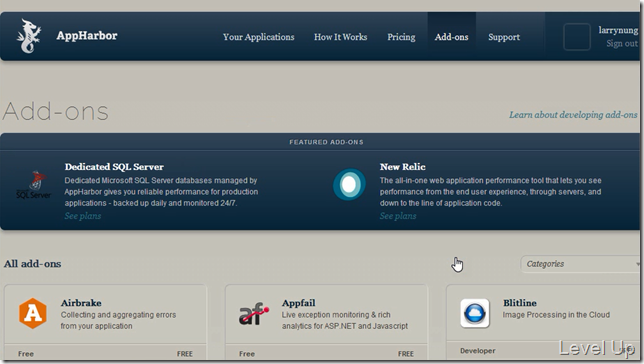 AppHarbor
Your Applications
How It Works
Pricing
Add-ons
Support
larrynung
Sign out
Add-ons
Learn about developing add-ons
FEATURED ADD-ONS
SQL Server
Dedicated SQL Server
Dedicated Microsoft SQL Server databases managed by
AppHarbor gives you reliable performance for production
applications - backed up daily and monitored 24/7.
See plans
New Relic
The all-in-one web application performance tool that lets you see
performance from the end user experience, through servers, and
down to the line of application code.
See plans
All add-ons
Categories
A
Airbrake
Collecting and aggregating errors
from your application
Free
FREE
af
Appfail
Live exception monitoring & rich
analytics for ASP.NET and Javascript
Free
FREE
Blitline
Image Processing in the Cloud
Developer
Level Up